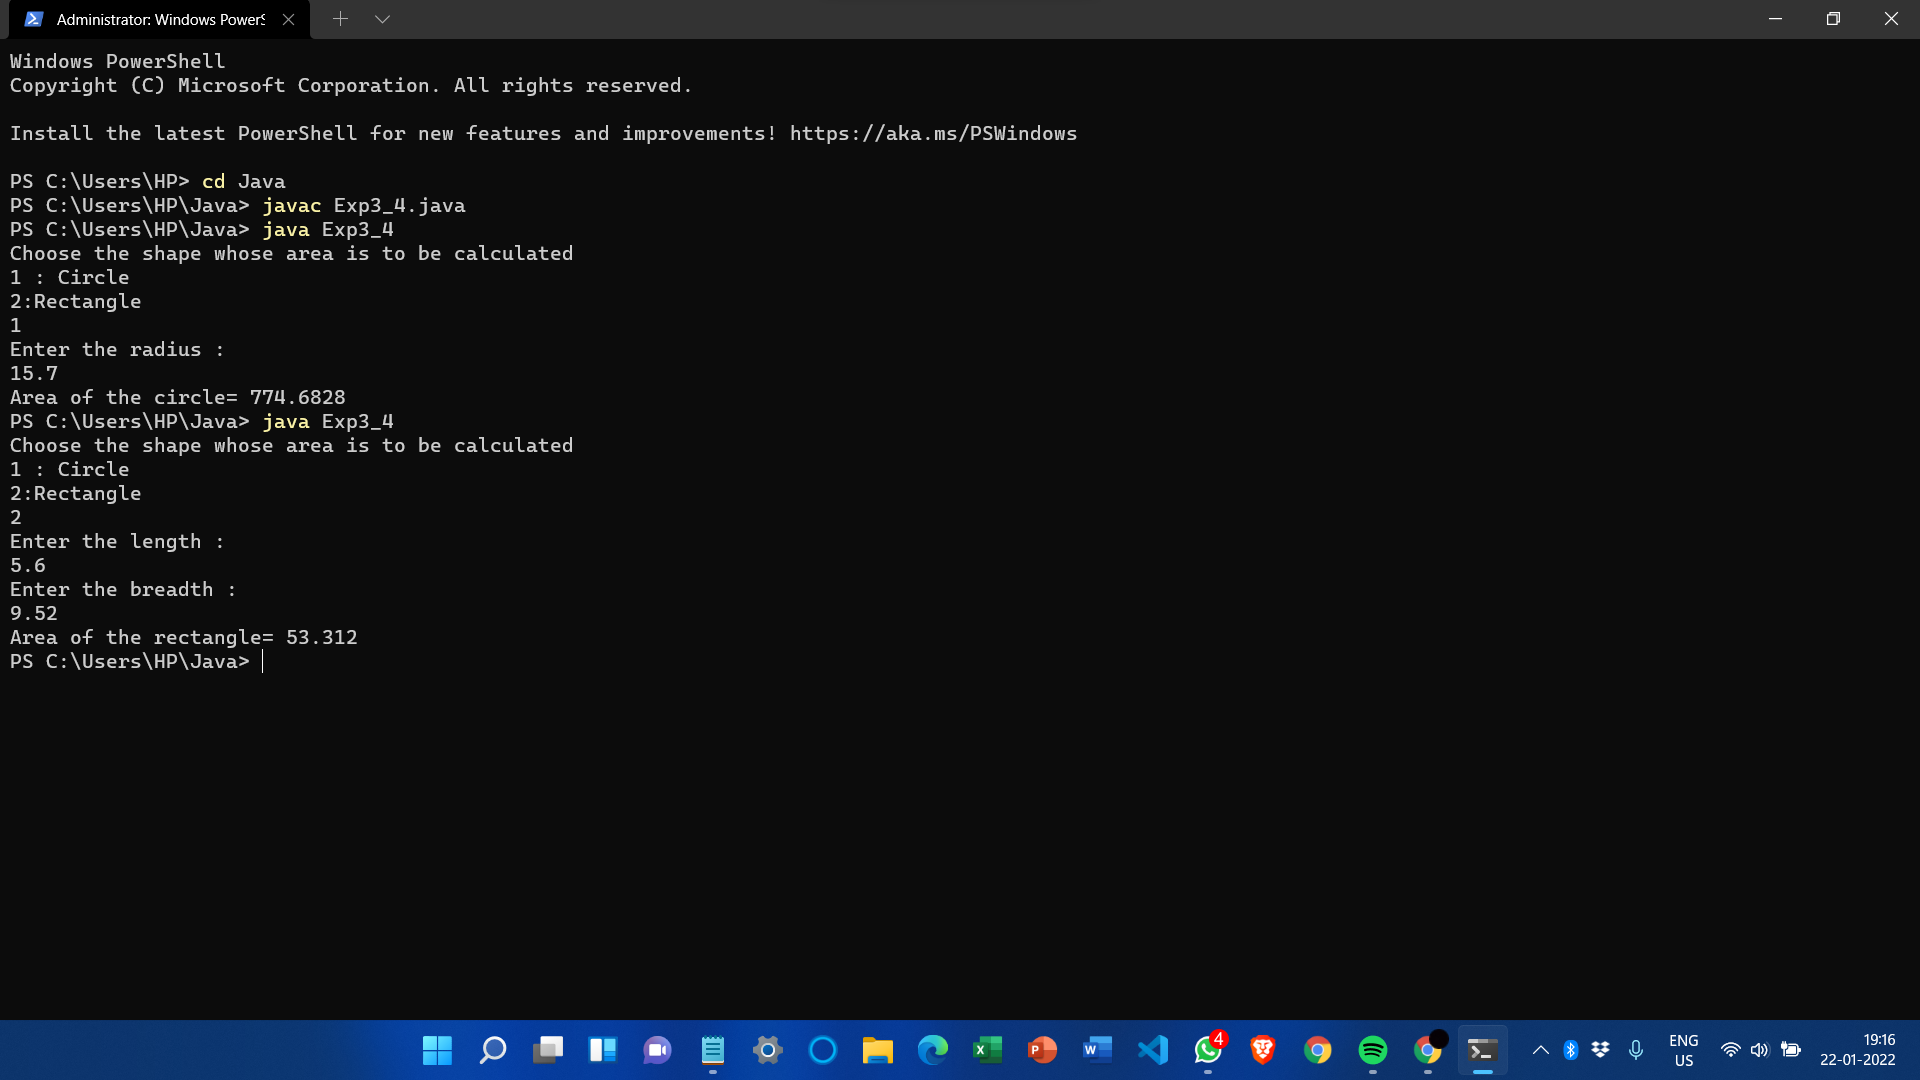 Administrator: Windows PowerS
Windows PowerShell
Copyright (C) Microsoft Corporation. All rights reserved.
Install the latest PowerShell for new features and improvements! https://aka.ms/PSWindows
PS C:\Users\HP> cd Java
PS C:\Users\HP\Java> javac Exp3_4.java
PS C:\Users\HP\Java> java Exp3_4
Choose the shape whose area is to be calculated
1 : Circle
2:Rectangle
1
Enter the radius :
15.7
Area of the circle= 774.6828
PS C:\Users\HP\Java> java Exp3_4
Choose the shape whose area is to be calculated
1 : Circle
2:Rectangle
2
Enter the length :
5.6
Enter the breadth :
9.52
Area of the rectangle= 53.312
PS C:\Users\HP\Java>
4
ENG
US
19:16
22-01-2022